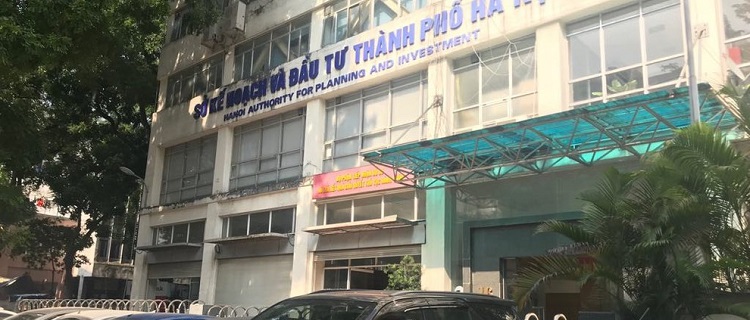 SỞ KẾ HOẠCH VÀ ĐẦU TƯ THÀNH PHỐ HÀ
HANOI AUTHORITY FOR PLANNING AND INVESTMENT